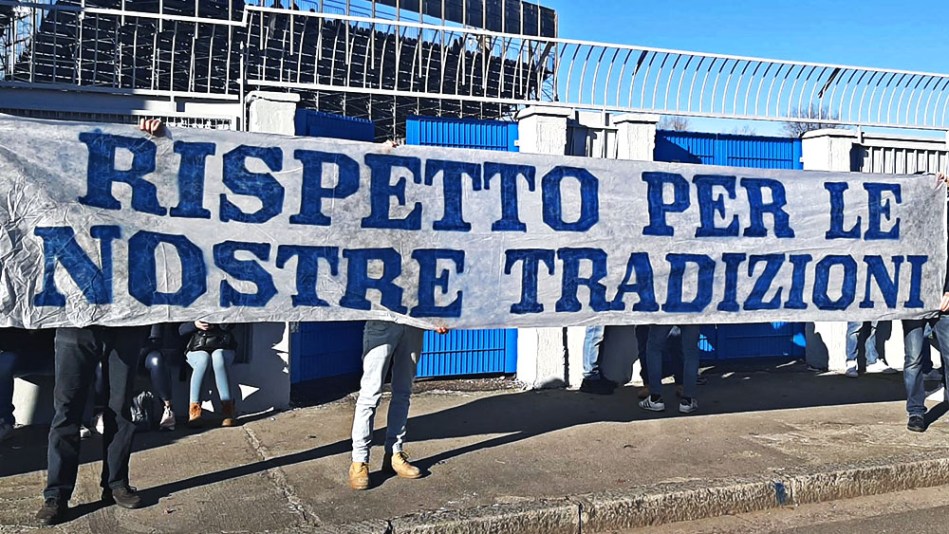 RISPETTO PER LE
NOSTRE TRADIZIONI